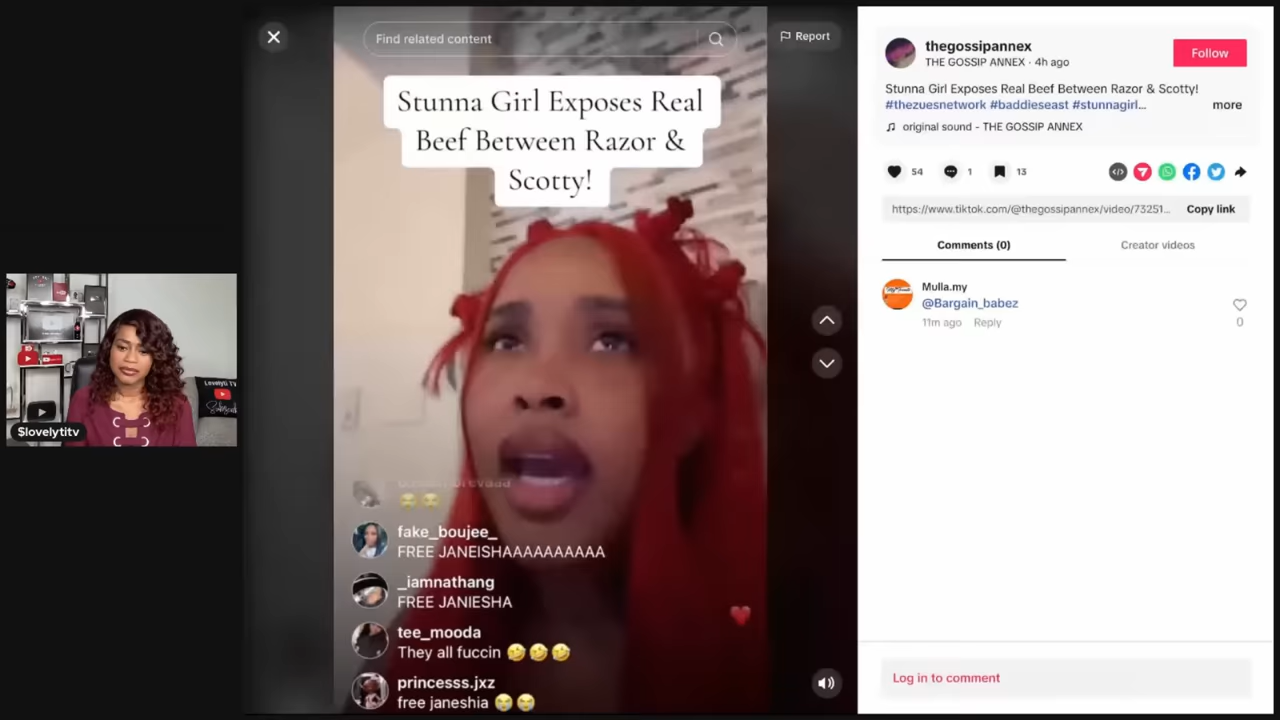 Find related content
Report
Stunna Girl Exposes Real
Beef Between Razor &
Scotty!
fake_boujee_
FREE JANEISHAAAAAAAAAA
_iamnathang
FREE JANIESHA
tee_mooda
They all fuccin 🤣🤣🤣
princesss.jxz
free janeshia 😭😭
$lovelytitv
thegossipannex
THE GOSSIP ANNEX · 4h ago
Follow
Stunna Girl Exposes Real Beef Between Razor & Scotty!
#thezuesnetwork #baddieseast #stunnagirl...
more
original sound - THE GOSSIP ANNEX
54
1
13
https://www.tiktok.com/@thegossipannex/video/73251...
Copy link
Comments (0)
Creator videos
Mulla.my
@Bargain_babez
11m ago
Reply
0
Log in to comment